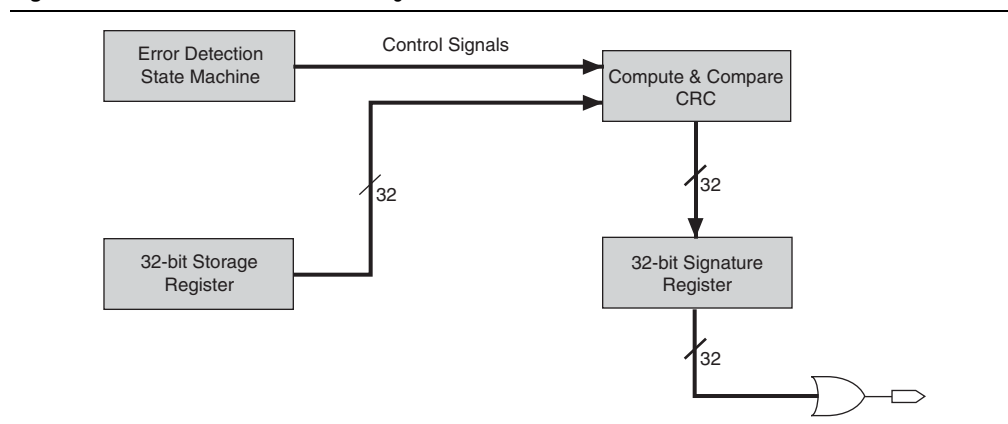 Control Signals
Error Detection
State Machine
Compute & Compare
CRC
32
32
32-bit Storage
Register
32-bit Signature
Register
32